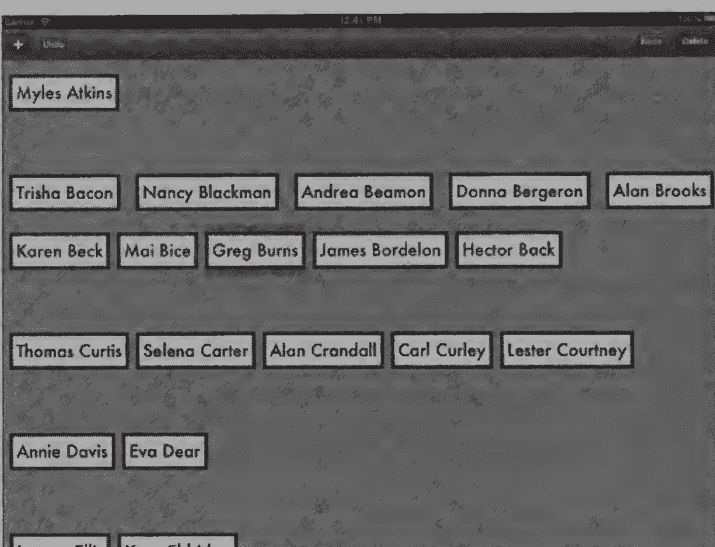 12:41 PM
+ Undo Delete
Myles Atkins
Trisha Bacon Nancy Blackman Andrea Beamon Donna Bergeron Alan Brooks
Karen Beck Mai Bice Greg Burns James Bordelon Hector Back
Thomas Curtis Selena Carter Alan Crandall Carl Curley Lester Courtney
Annie Davis Eva Dear